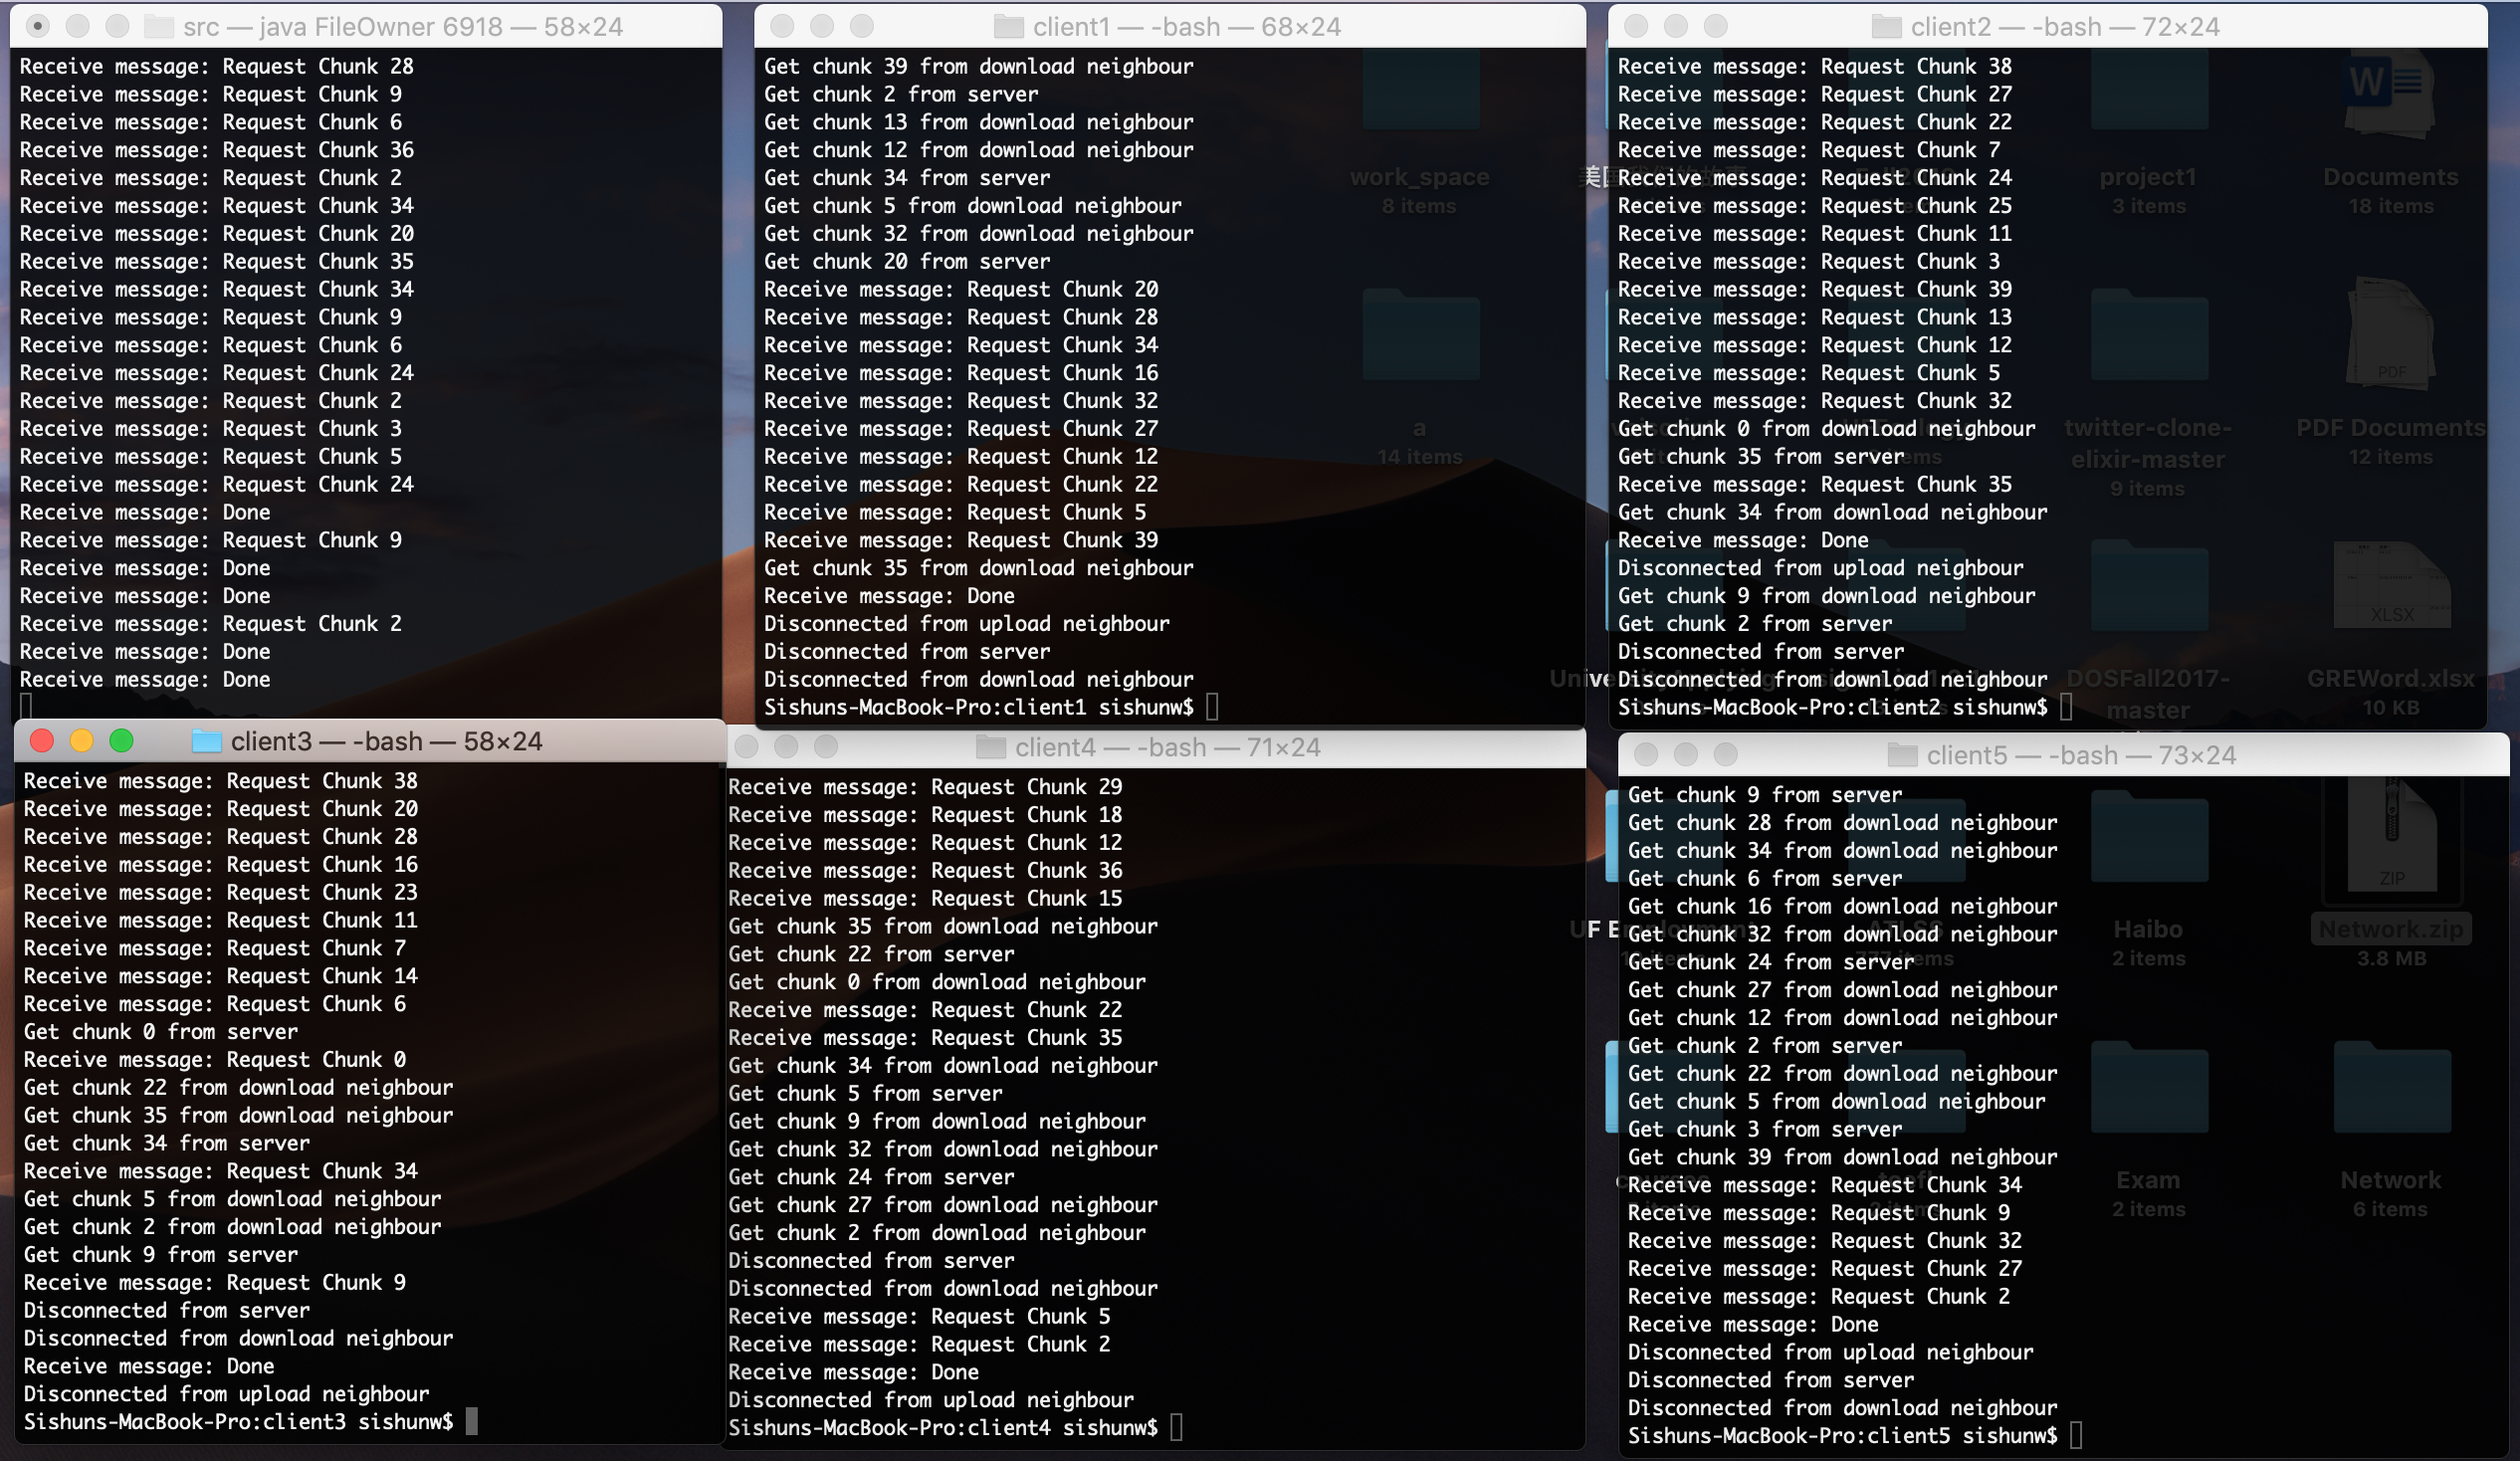 src — java FileOwner 6918 — 58×24
Receive message: Request Chunk 28
Receive message: Request Chunk 9
Receive message: Request Chunk 6
Receive message: Request Chunk 36
Receive message: Request Chunk 2
Receive message: Request Chunk 34
Receive message: Request Chunk 20
Receive message: Request Chunk 35
Receive message: Request Chunk 34
Receive message: Request Chunk 9
Receive message: Request Chunk 6
Receive message: Request Chunk 24
Receive message: Request Chunk 2
Receive message: Request Chunk 3
Receive message: Request Chunk 5
Receive message: Request Chunk 24
Receive message: Done
Receive message: Request Chunk 9
Receive message: Done
Receive message: Done
Receive message: Request Chunk 2
Receive message: Done
Receive message: Done
client1 — -bash — 68×24
Get chunk 39 from download neighbour
Get chunk 2 from server
Get chunk 13 from download neighbour
Get chunk 12 from download neighbour
Get chunk 34 from server
Get chunk 5 from download neighbour
Get chunk 32 from download neighbour
Get chunk 20 from server
Receive message: Request Chunk 20
Receive message: Request Chunk 28
Receive message: Request Chunk 34
Receive message: Request Chunk 16
Receive message: Request Chunk 32
Receive message: Request Chunk 27
Receive message: Request Chunk 12
Receive message: Request Chunk 22
Receive message: Request Chunk 5
Receive message: Request Chunk 39
Get chunk 35 from download neighbour
Receive message: Done
Disconnected from upload neighbour
Disconnected from server
Disconnected from download neighbour
Sishuns-MacBook-Pro:client1 sishunw$
work_space
8 items
a
14 items
client2 — -bash — 72×24
Receive message: Request Chunk 38
Receive message: Request Chunk 27
Receive message: Request Chunk 22
Receive message: Request Chunk 7
Receive message: Request Chunk 24
Receive message: Request Chunk 25
Receive message: Request Chunk 11
Receive message: Request Chunk 3
Receive message: Request Chunk 39
Receive message: Request Chunk 13
Receive message: Request Chunk 12
Receive message: Request Chunk 5
Receive message: Request Chunk 32
Get chunk 0 from download neighbour
Get chunk 35 from server
Receive message: Request Chunk 35
Get chunk 34 from download neighbour
Receive message: Done
Disconnected from upload neighbour
Get chunk 9 from download neighbour
Get chunk 2 from server
Disconnected from server
Disconnected from download neighbour
Sishuns-MacBook-Pro:client2 sishunw$
project1
3 items
Documents
18 items
PDF
twitter-clone-
elixir-master
9 items
PDF Documents
12 items
XLSX
DOSFall2017-
master
GREWord.xlsx
10 KB
client3 — -bash — 58×24
Receive message: Request Chunk 38
Receive message: Request Chunk 20
Receive message: Request Chunk 28
Receive message: Request Chunk 16
Receive message: Request Chunk 23
Receive message: Request Chunk 11
Receive message: Request Chunk 7
Receive message: Request Chunk 14
Receive message: Request Chunk 6
Get chunk 0 from server
Receive message: Request Chunk 0
Get chunk 22 from download neighbour
Get chunk 35 from download neighbour
Get chunk 34 from server
Receive message: Request Chunk 34
Get chunk 5 from download neighbour
Get chunk 2 from download neighbour
Get chunk 9 from server
Receive message: Request Chunk 9
Disconnected from server
Disconnected from download neighbour
Receive message: Done
Disconnected from upload neighbour
Sishuns-MacBook-Pro:client3 sishunw$
client4 — -bash — 71×24
Receive message: Request Chunk 29
Receive message: Request Chunk 18
Receive message: Request Chunk 12
Receive message: Request Chunk 36
Receive message: Request Chunk 15
Get chunk 35 from download neighbour
Get chunk 22 from server
Get chunk 0 from download neighbour
Receive message: Request Chunk 22
Receive message: Request Chunk 35
Get chunk 34 from download neighbour
Get chunk 5 from server
Get chunk 9 from download neighbour
Get chunk 32 from download neighbour
Get chunk 24 from server
Get chunk 27 from download neighbour
Get chunk 2 from download neighbour
Disconnected from server
Disconnected from download neighbour
Receive message: Request Chunk 5
Receive message: Request Chunk 2
Receive message: Done
Disconnected from upload neighbour
Sishuns-MacBook-Pro:client4 sishunw$
client5 — -bash — 73×24
Get chunk 9 from server
Get chunk 28 from download neighbour
Get chunk 34 from download neighbour
Get chunk 6 from server
Get chunk 16 from download neighbour
Get chunk 32 from download neighbour
Get chunk 24 from server
Get chunk 27 from download neighbour
Get chunk 12 from download neighbour
Get chunk 2 from server
Get chunk 22 from download neighbour
Get chunk 5 from download neighbour
Get chunk 3 from server
Get chunk 39 from download neighbour
Receive message: Request Chunk 34
Receive message: Request Chunk 9
Receive message: Request Chunk 32
Receive message: Request Chunk 27
Receive message: Request Chunk 2
Receive message: Done
Disconnected from upload neighbour
Disconnected from server
Disconnected from download neighbour
Sishuns-MacBook-Pro:client5 sishunw$
ZIP
Haibo
2 items
Network.zip
3.8 MB
Exam
2 items
Network
6 items